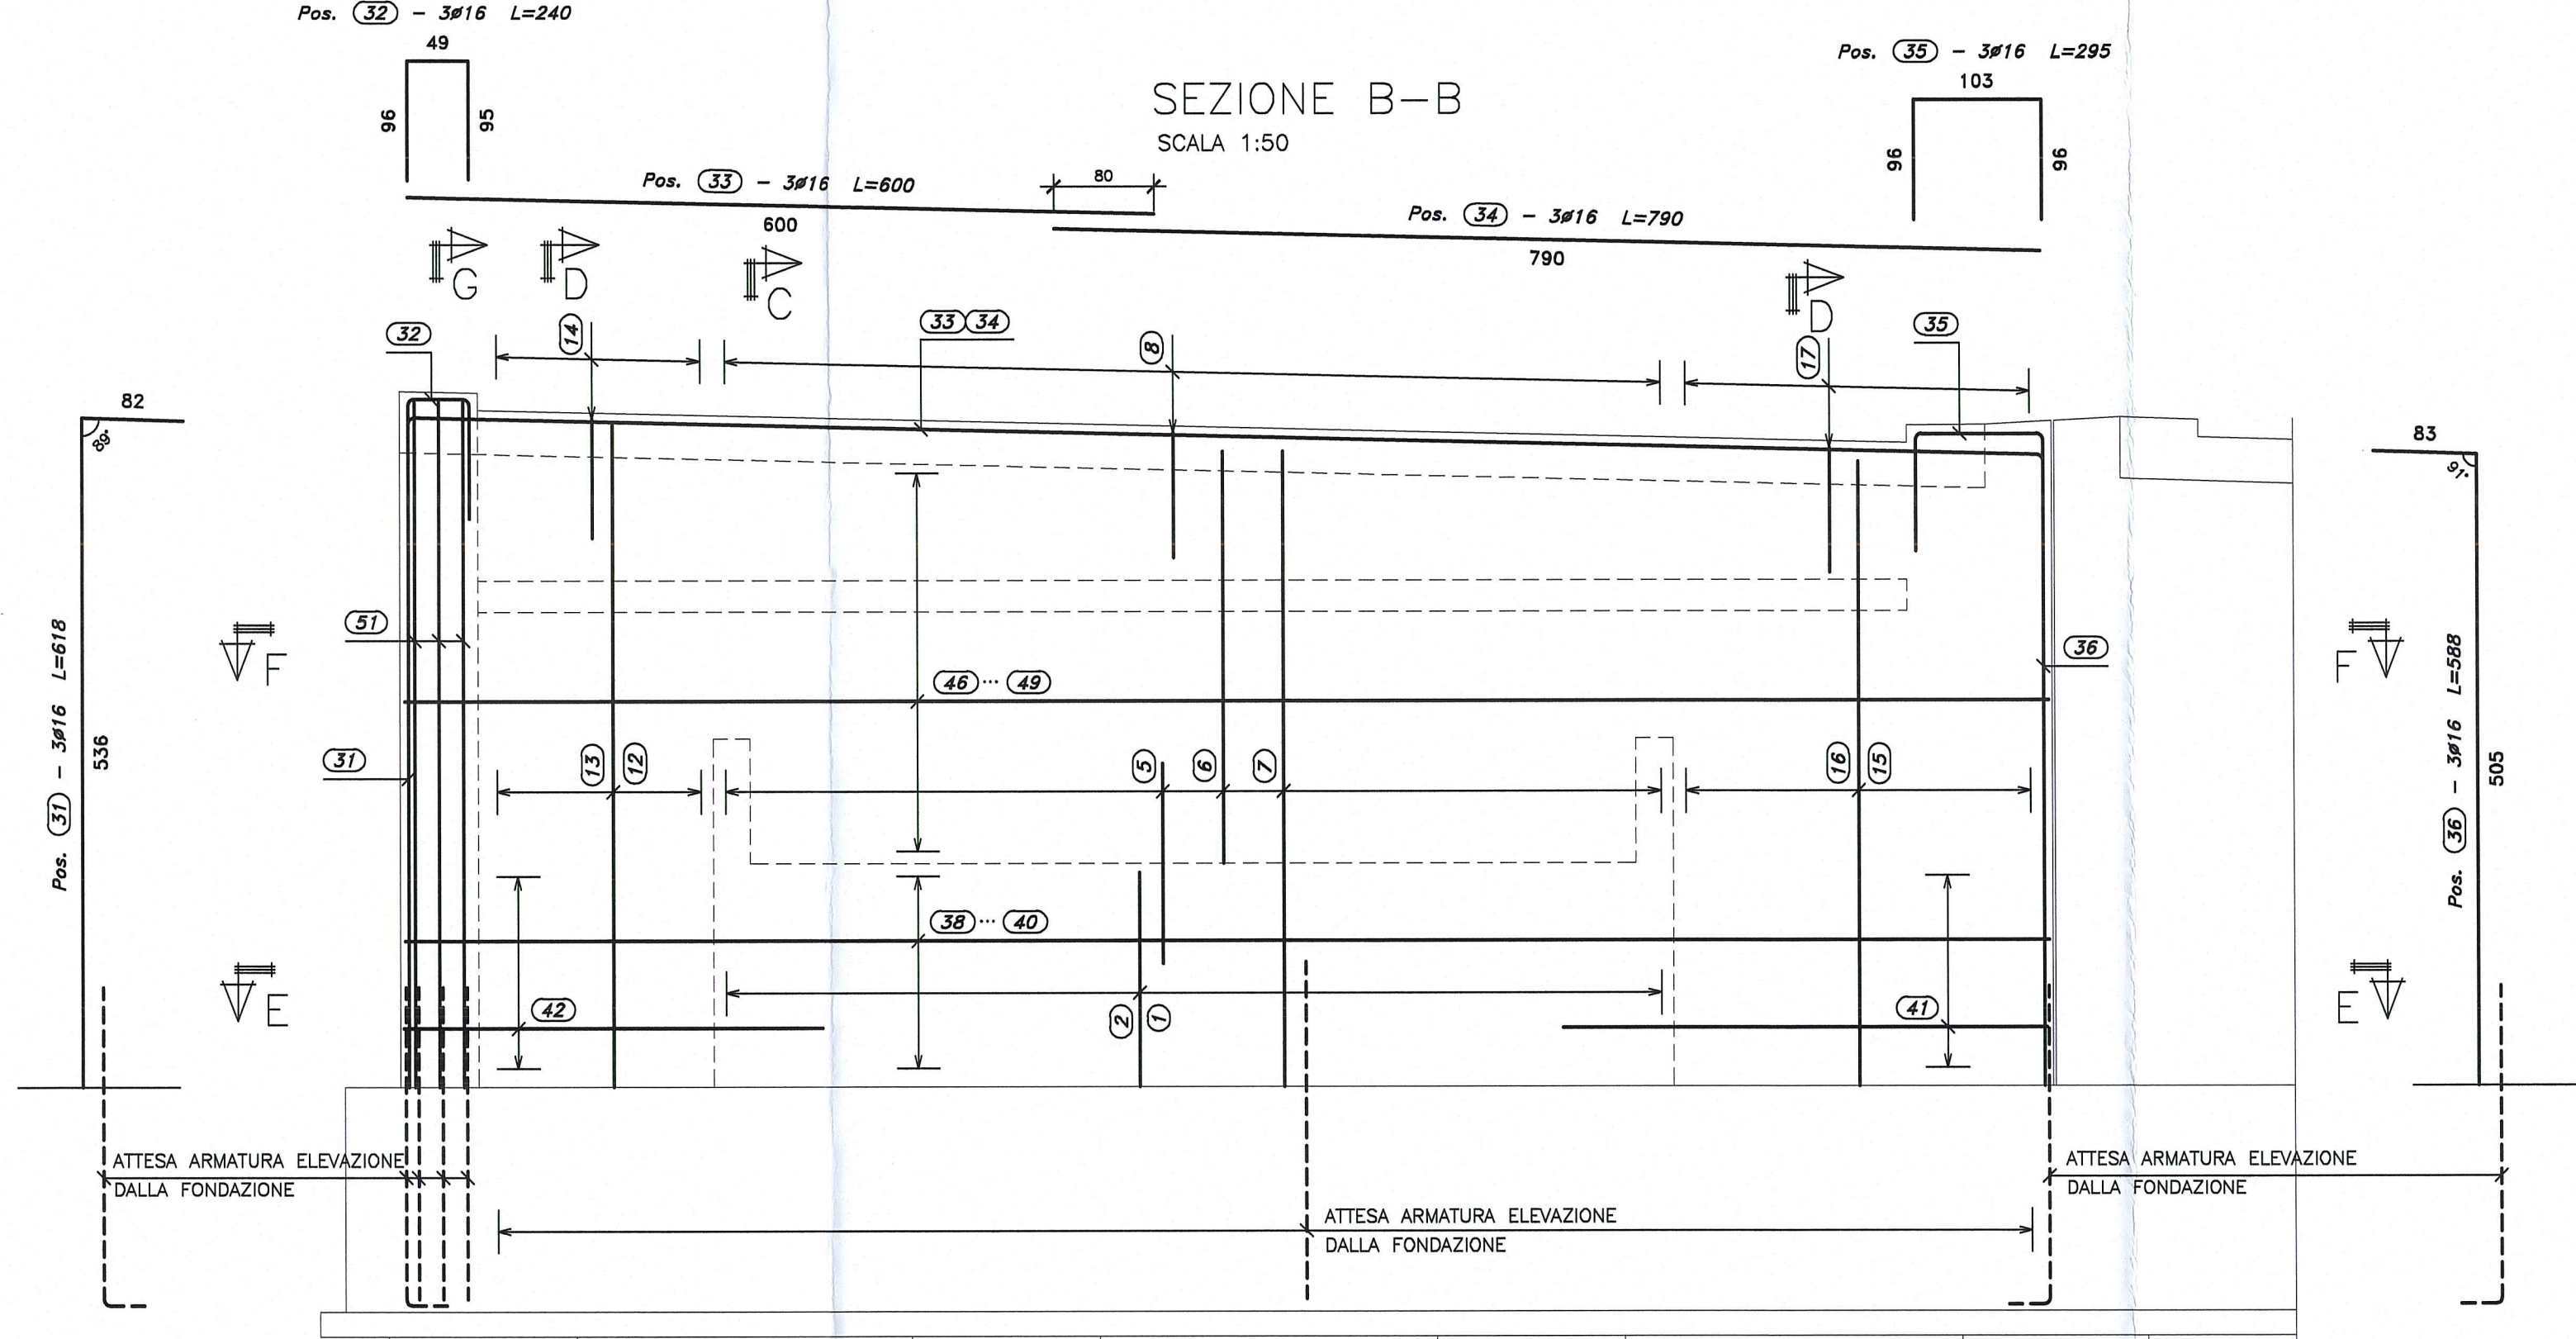 Pos. 32 – 3ø16 L=240
49
96
95
SEZIONE B–B
SCALA 1:50
Pos. 35 – 3ø16 L=295
103
96
96
Pos. 33 – 3ø16 L=600
600
80
Pos. 34 – 3ø16 L=790
790
G
D
C
D
32
14
33 34
8
17
35
82
89°
Pos. 31 – 3ø16 L=618
536
83
91°
Pos. 36 – 3ø16 L=588
505
51
F
F
36
46 ... 49
31
13
12
5
6
7
16
15
38 ... 40
E
E
42
2
1
41
ATTESA ARMATURA ELEVAZIONE
DALLA FONDAZIONE
ATTESA ARMATURA ELEVAZIONE
DALLA FONDAZIONE
ATTESA ARMATURA ELEVAZIONE
DALLA FONDAZIONE